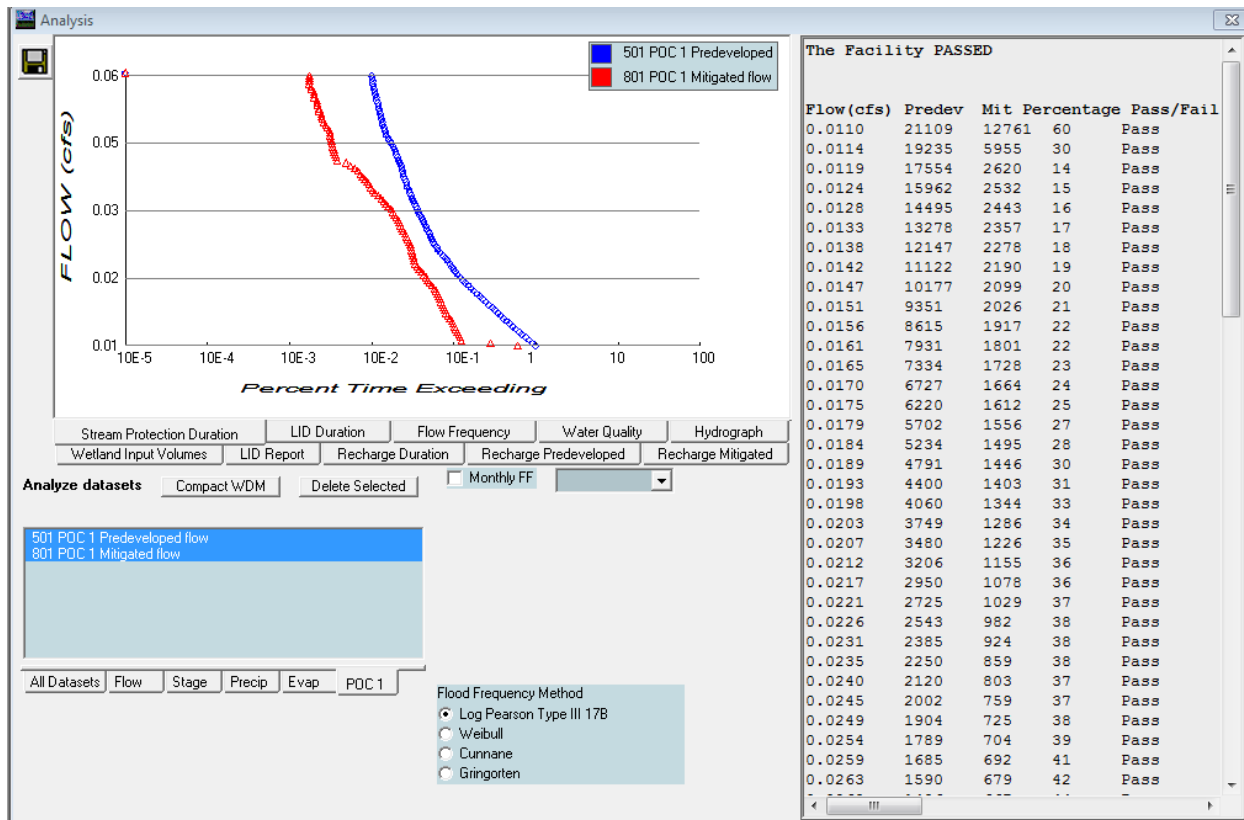 Analysis
501 POC 1 Predeveloped
801 POC 1 Mitigated flow
FLOW (cfs)
0.06
0.05
0.03
0.02
0.01
10E-5 10E-4 10E-3 10E-2 10E-1 1 10 100
Percent Time Exceeding
Stream Protection Duration LID Duration Flow Frequency Water Quality Hydrograph
Wetland Input Volumes LID Report Recharge Duration Recharge Predeveloped Recharge Mitigated
Analyze datasets Compact WDM Delete Selected Monthly FF
501 POC 1 Predeveloped flow
801 POC 1 Mitigated flow
All Datasets Flow Stage Precip Evap POC 1
Flood Frequency Method
Log Pearson Type III 17B
Weibull
Cunnane
Gringorten
The Facility PASSED
Flow(cfs) Predev Mit Percentage Pass/Fail
0.0110 21109 12761 60 Pass
0.0114 19235 5955 30 Pass
0.0119 17554 2620 14 Pass
0.0124 15962 2532 15 Pass
0.0128 14495 2443 16 Pass
0.0133 13278 2357 17 Pass
0.0138 12147 2278 18 Pass
0.0142 11122 2190 19 Pass
0.0147 10177 2099 20 Pass
0.0151 9351 2026 21 Pass
0.0156 8615 1917 22 Pass
0.0161 7931 1801 22 Pass
0.0165 7334 1728 23 Pass
0.0170 6727 1664 24 Pass
0.0175 6220 1612 25 Pass
0.0179 5702 1556 27 Pass
0.0184 5234 1495 28 Pass
0.0189 4791 1446 30 Pass
0.0193 4400 1403 31 Pass
0.0198 4060 1344 33 Pass
0.0203 3749 1286 34 Pass
0.0207 3480 1226 35 Pass
0.0212 3206 1155 36 Pass
0.0217 2950 1078 36 Pass
0.0221 2725 1029 37 Pass
0.0226 2543 982 38 Pass
0.0231 2385 924 38 Pass
0.0235 2250 859 38 Pass
0.0240 2120 803 37 Pass
0.0245 2002 759 37 Pass
0.0249 1904 725 38 Pass
0.0254 1789 704 39 Pass
0.0259 1685 692 41 Pass
0.0263 1590 679 42 Pass